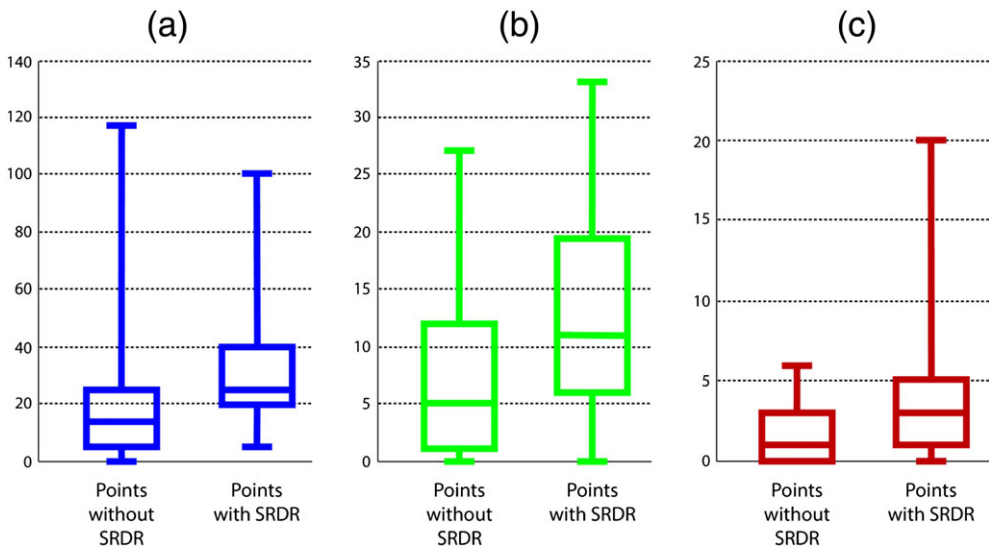 (a)
140
120
100
80
60
40
20
0
Points
without
SRDR
Points
with SRDR
(b)
35
30
25
20
15
10
5
0
Points
without
SRDR
Points
with SRDR
(c)
25
20
15
10
5
0
Points
without
SRDR
Points
with SRDR